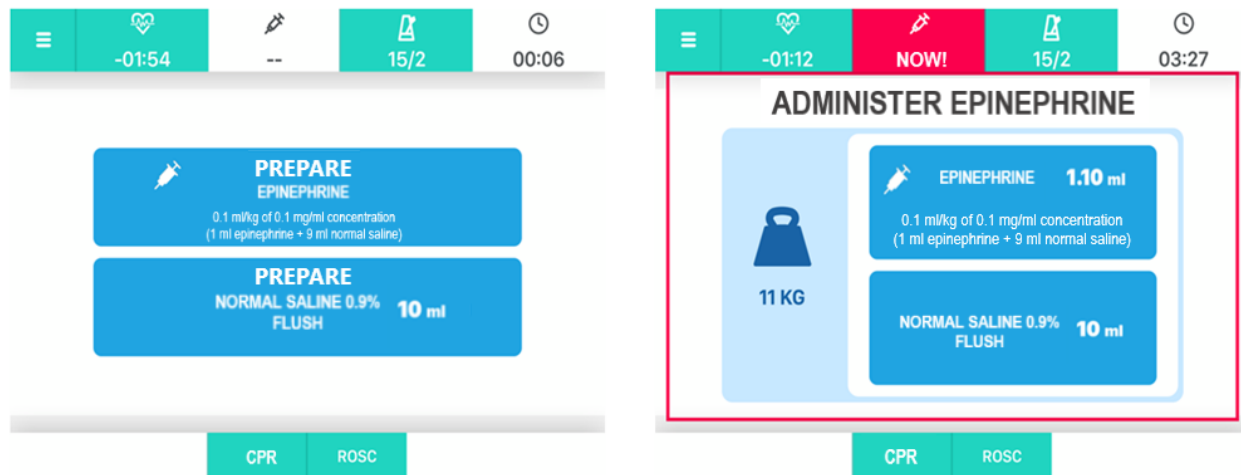 -01:54
--
15/2
00:06
PREPARE
EPINEPHRINE
0.1 ml/kg of 0.1 mg/ml concentration
(1 ml epinephrine + 9 ml normal saline)
PREPARE
NORMAL SALINE 0.9% 10 ml
FLUSH
CPR ROSC
-01:12
NOW!
15/2
03:27
ADMINISTER EPINEPHRINE
11 KG
EPINEPHRINE 1.10 ml
0.1 ml/kg of 0.1 mg/ml concentration
(1 ml epinephrine + 9 ml normal saline)
NORMAL SALINE 0.9% 10 ml
FLUSH
CPR ROSC